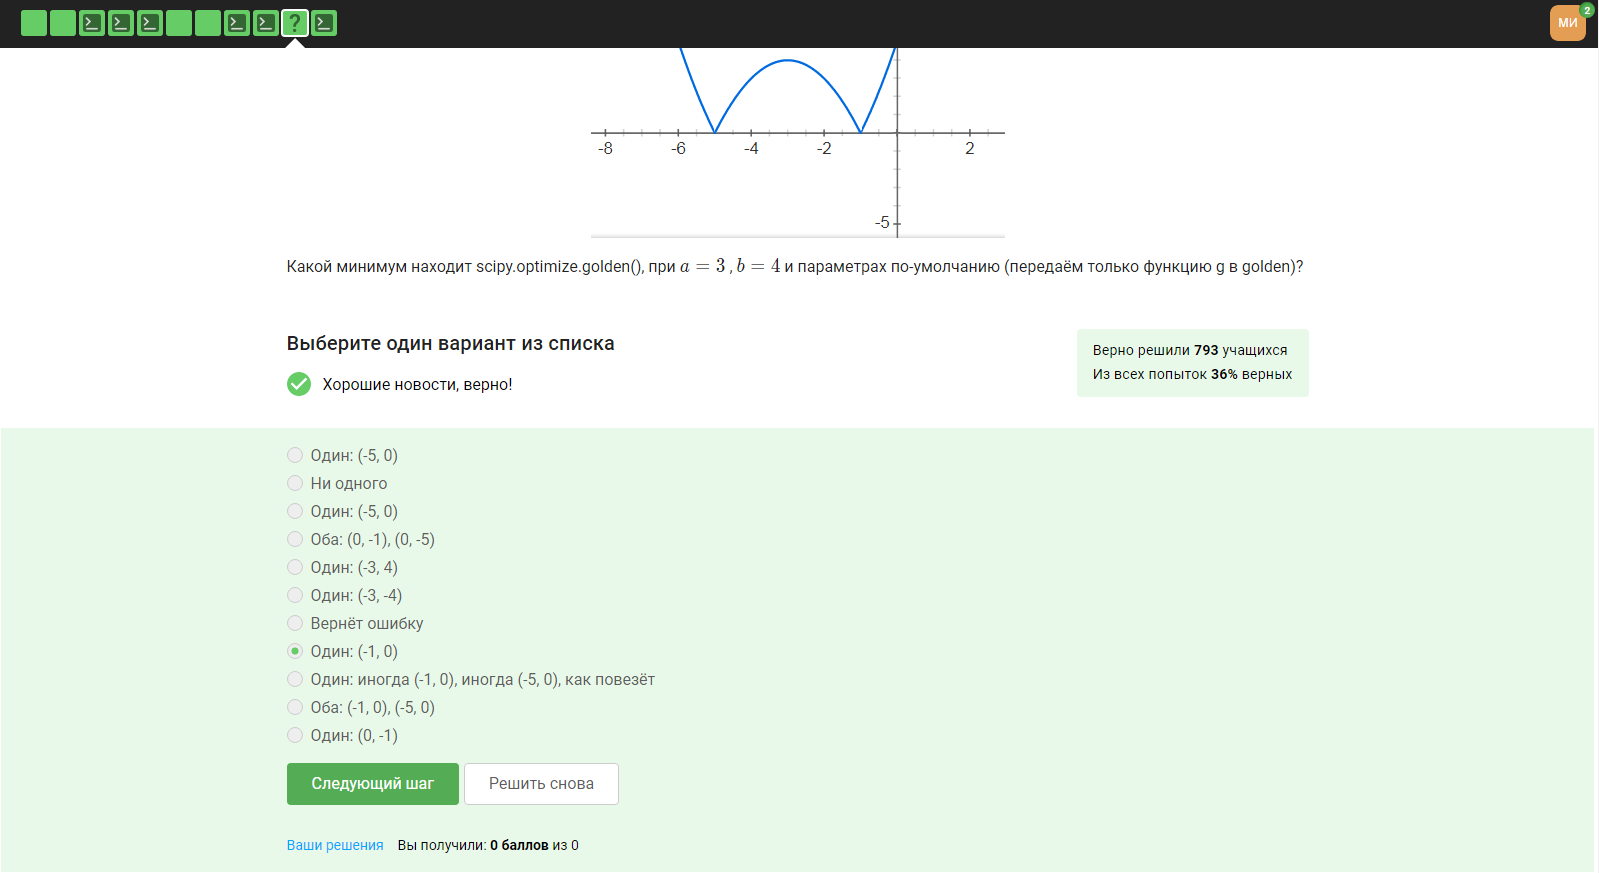 ?
МИ
2
-8 -6 -4 -2 2
-5
Какой минимум находит scipy.optimize.golden(), при a = 3 , b = 4 и параметрах по-умолчанию (передаём только функцию g в golden)?
Выберите один вариант из списка
Хорошие новости, верно!
Верно решили 793 учащихся
Из всех попыток 36% верных
Один: (-5, 0)
Ни одного
Один: (-5, 0)
Оба: (0, -1), (0, -5)
Один: (-3, 4)
Один: (-3, -4)
Вернёт ошибку
Один: (-1, 0)
Один: иногда (-1, 0), иногда (-5, 0), как повезёт
Оба: (-1, 0), (-5, 0)
Один: (0, -1)
Следующий шаг
Решить снова
Ваши решения Вы получили: 0 баллов из 0